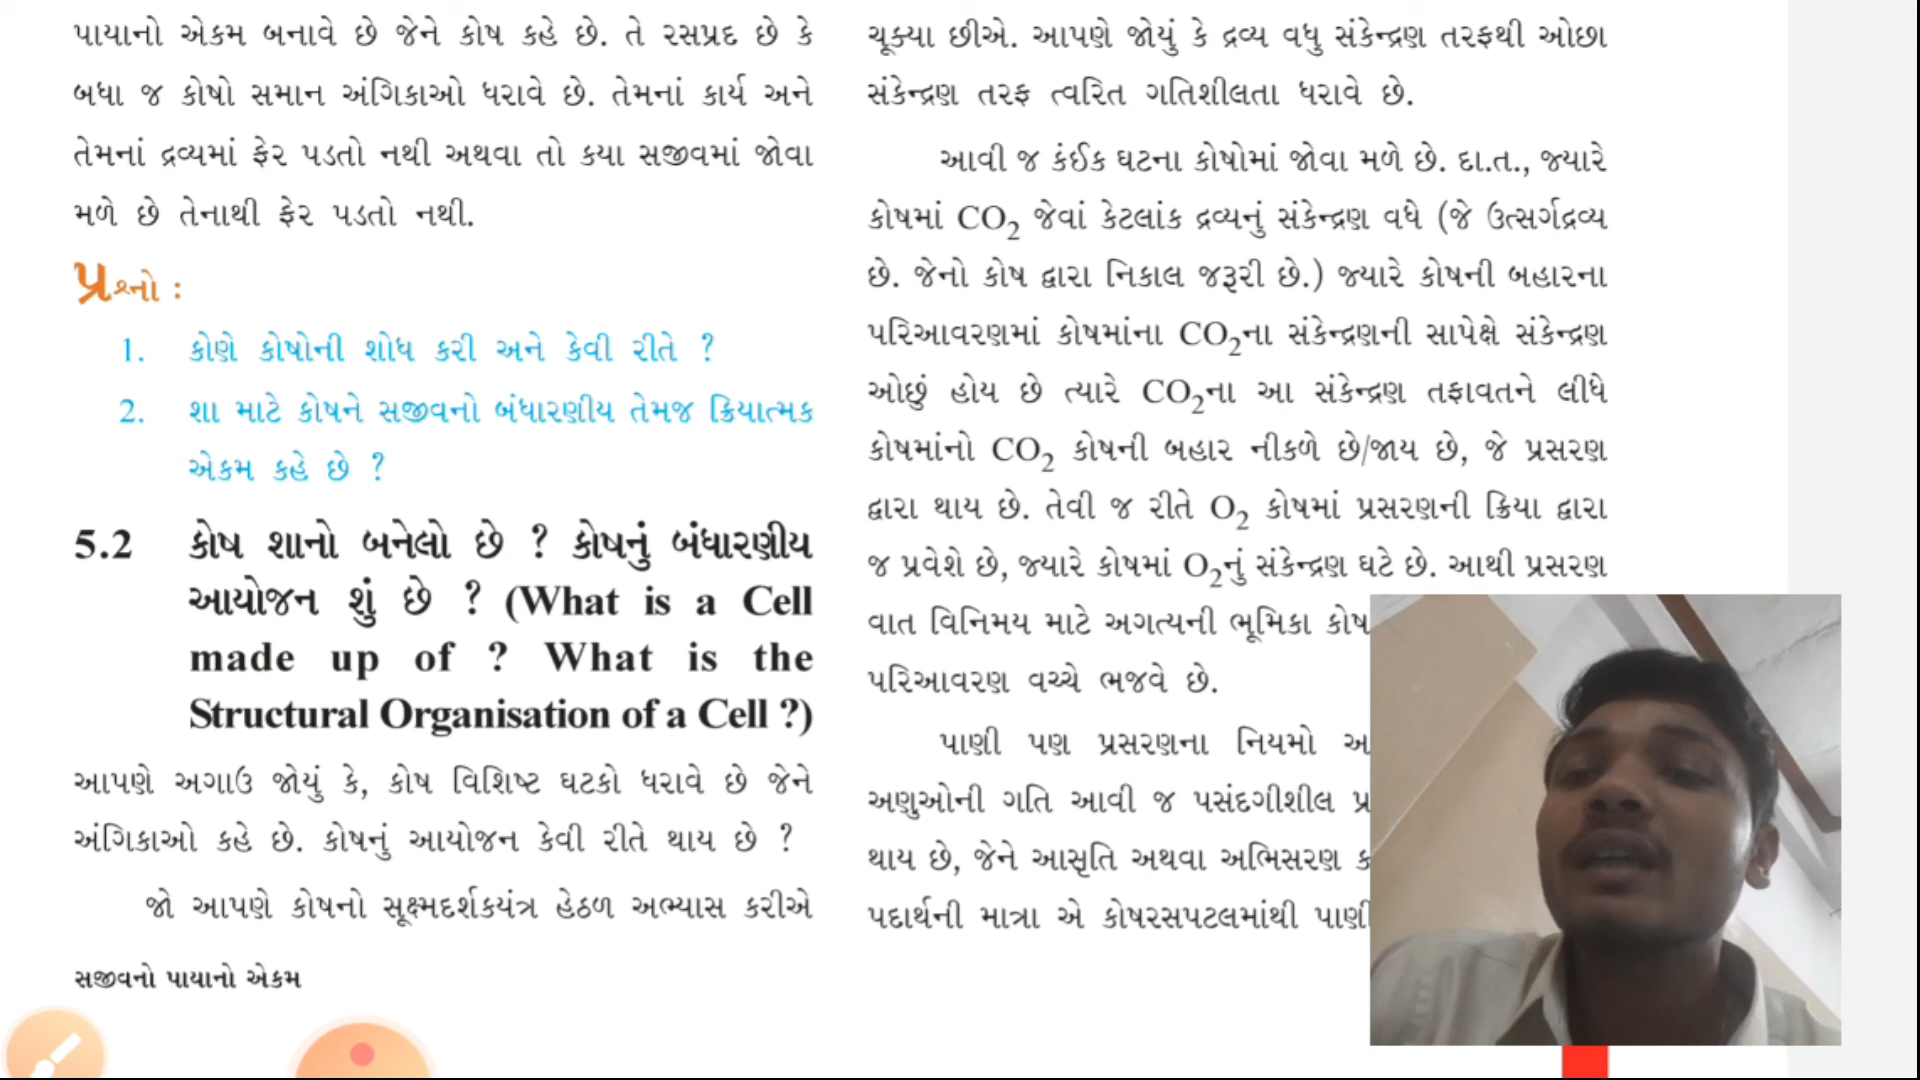 પાયાનો એકમ બનાવે છે જેને કોષ કહે છે. તે રસપ્રદ છે કે
બધા જ કોષો સમાન અંગિકાઓ ધરાવે છે. તેમનાં કાર્ય અને
તેમનાં દ્રવ્યમાં ફેર પડતો નથી અથવા તો કયા સજીવમાં જોવા
મળે છે તેનાથી ફેર પડતો નથી.
પ્રશ્નો :
1. કોણે કોષોની શોધ કરી અને કેવી રીતે ?
2. શા માટે કોષને સજીવનો બંધારણીય તેમજ ક્રિયાત્મક
એકમ કહે છે ?
5.2 કોષ શાનો બનેલો છે ? કોષનું બંધારણીય
આયોજન શું છે ? (What is a Cell
made up of ? What is the
Structural Organisation of a Cell ?)
આપણે અગાઉ જોયું કે, કોષ વિશિષ્ટ ઘટકો ધરાવે છે જેને
અંગિકાઓ કહે છે. કોષનું આયોજન કેવી રીતે થાય છે ?
જો આપણે કોષનો સૂક્ષ્મદર્શકયંત્ર હેઠળ અભ્યાસ કરીએ
સજીવનો પાયાનો એકમ
ચૂક્યા છીએ. આપણે જોયું કે દ્રવ્ય વધુ સંકેન્દ્રણ તરફથી ઓછા
સંકેન્દ્રણ તરફ ત્વરિત ગતિશીલતા ધરાવે છે.
આવી જ કંઈક ઘટના કોષોમાં જોવા મળે છે. દા.ત., જ્યારે
કોષમાં CO₂ જેવાં કેટલાંક દ્રવ્યનું સંકેન્દ્રણ વધે (જે ઉત્સર્ગદ્રવ્ય
છે. જેનો કોષ દ્વારા નિકાલ જરૂરી છે.) જ્યારે કોષની બહારના
પરિઆવરણમાં કોષમાંના CO₂ના સંકેન્દ્રણની સાપેક્ષે સંકેન્દ્રણ
ઓછું હોય છે ત્યારે CO₂ના આ સંકેન્દ્રણ તફાવતને લીધે
કોષમાંનો CO₂ કોષની બહાર નીકળે છે/જાય છે, જે પ્રસરણ
દ્વારા થાય છે. તેવી જ રીતે O₂ કોષમાં પ્રસરણની ક્રિયા દ્વારા
જ પ્રવેશે છે, જ્યારે કોષમાં O₂નું સંકેન્દ્રણ ઘટે છે. આથી પ્રસરણ
વાત વિનિમય માટે અગત્યની ભૂમિકા કોષ
પરિઆવરણ વચ્ચે ભજવે છે.
પાણી પણ પ્રસરણના નિયમો
અણુઓની ગતિ આવી જ પસંદગીશીલ
થાય છે, જેને આસૃતિ અથવા અભિસરણ
પદાર્થની માત્રા એ કોષરસપટલમાંથી પાણી